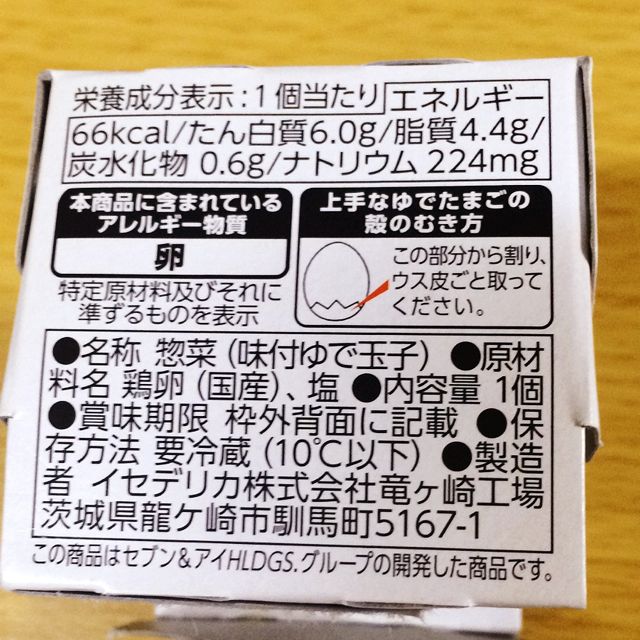 栄養成分表示:1個当たり エネルギー
66kcal/たん白質6.0g/脂質4.4g/
炭水化物 0.6g/ナトリウム 224mg
本商品に含まれている
アレルギー物質
卵
特定原材料及びそれに
準ずるものを表示
上手なゆでたまごの
殻のむき方
この部分から割り、
ウス皮ごと取って
ください。
●名称 惣菜(味付ゆで玉子) ●原材
料名 鶏卵(国産)、塩 ●内容量 1個
●賞味期限 枠外背面に記載 ●保
存方法 要冷蔵(10℃以下) ●製造
者 イセデリカ株式会社竜ヶ崎工場
茨城県龍ケ崎市馴馬町5167-1
この商品はセブン&アイHLDGS.グループの開発した商品です。